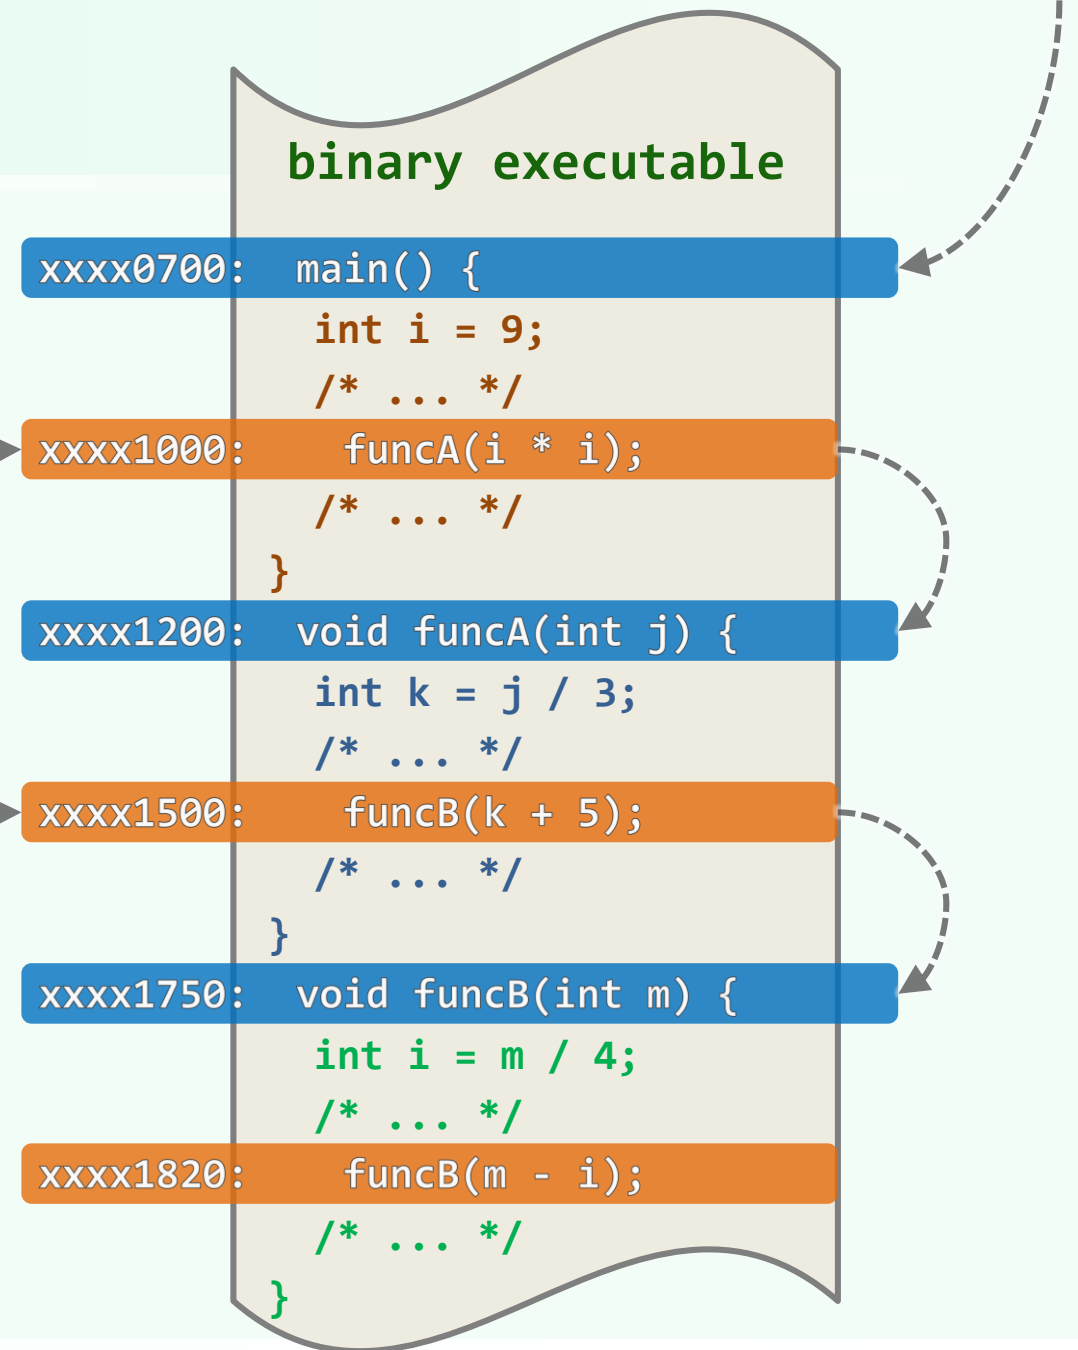 binary executable
xxxx0700: main() {
int i = 9;
/* ... */
xxxx1000: funcA(i * i);
/* ... */
}
xxxx1200: void funcA(int j) {
int k = j / 3;
/* ... */
xxxx1500: funcB(k + 5);
/* ... */
}
xxxx1750: void funcB(int m) {
int i = m / 4;
/* ... */
xxxx1820: funcB(m - i);
/* ... */
}